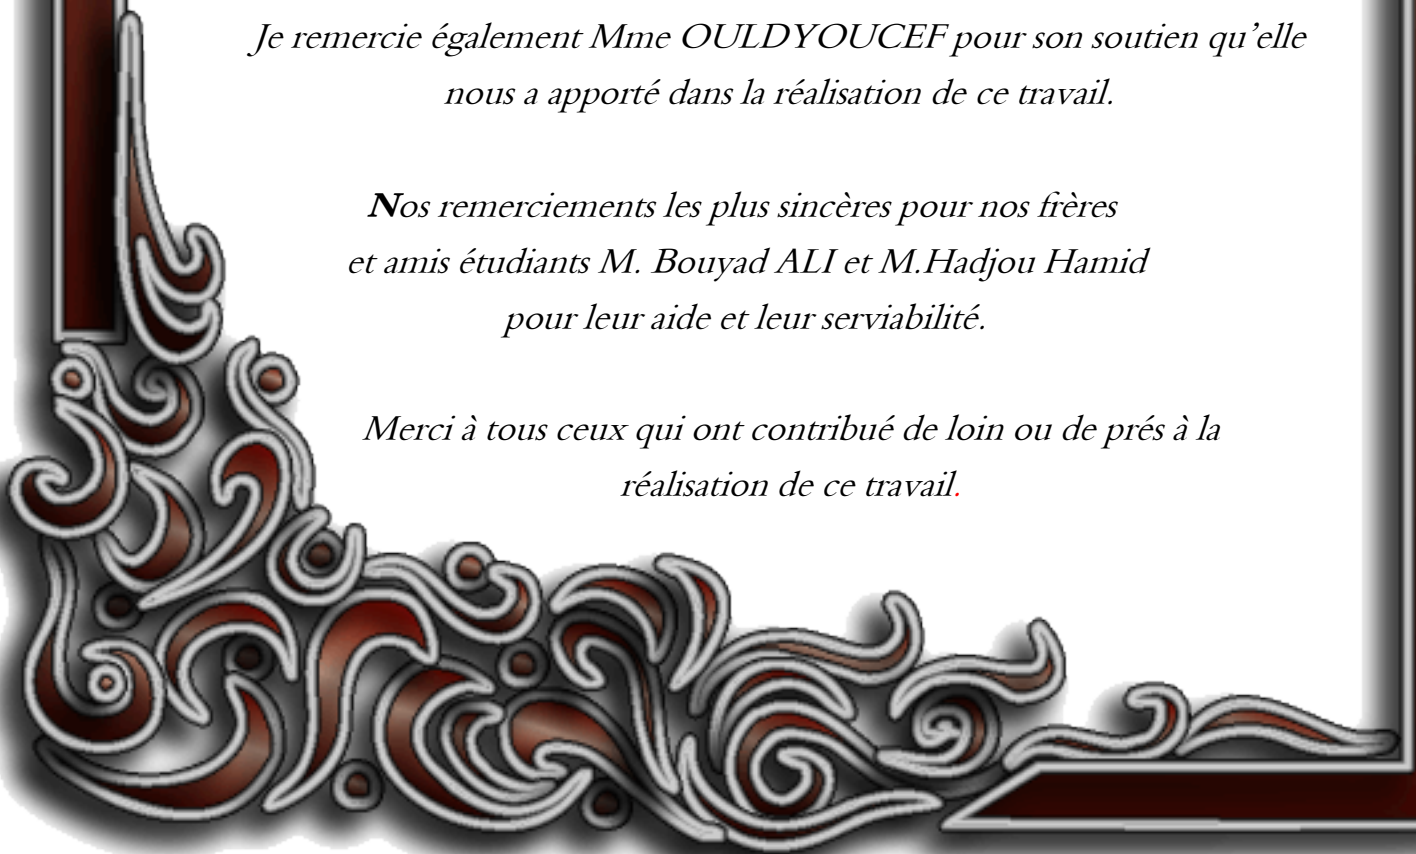 Je remercie également Mme OULDYOUCEF pour son soutien qu’elle
nous a apporté dans la réalisation de ce travail.
Nos remerciements les plus sincères pour nos frères
et amis étudiants M. Bouyad ALI et M.Hadjou Hamid
pour leur aide et leur serviabilité.
Merci à tous ceux qui ont contribué de loin ou de prés à la
réalisation de ce travail.